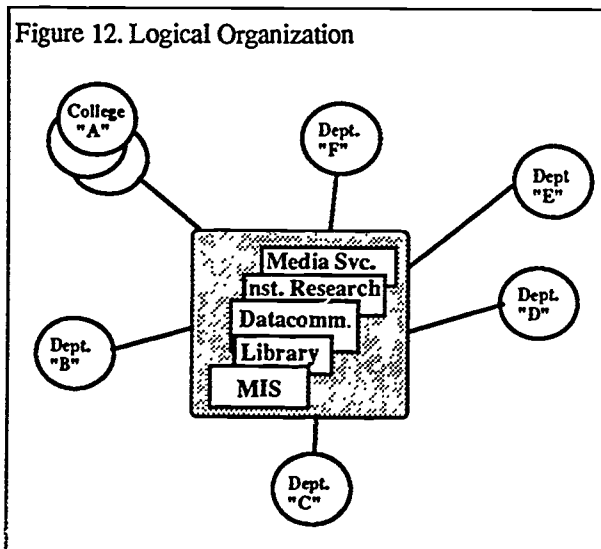 Figure 12. Logical Organization
College
"A"
Dept.
"F"
Dept
"E"
Media Svc.
Inst. Research
Datacomm.
Library
MIS
Dept.
"D"
Dept.
"B"
Dept.
"C"